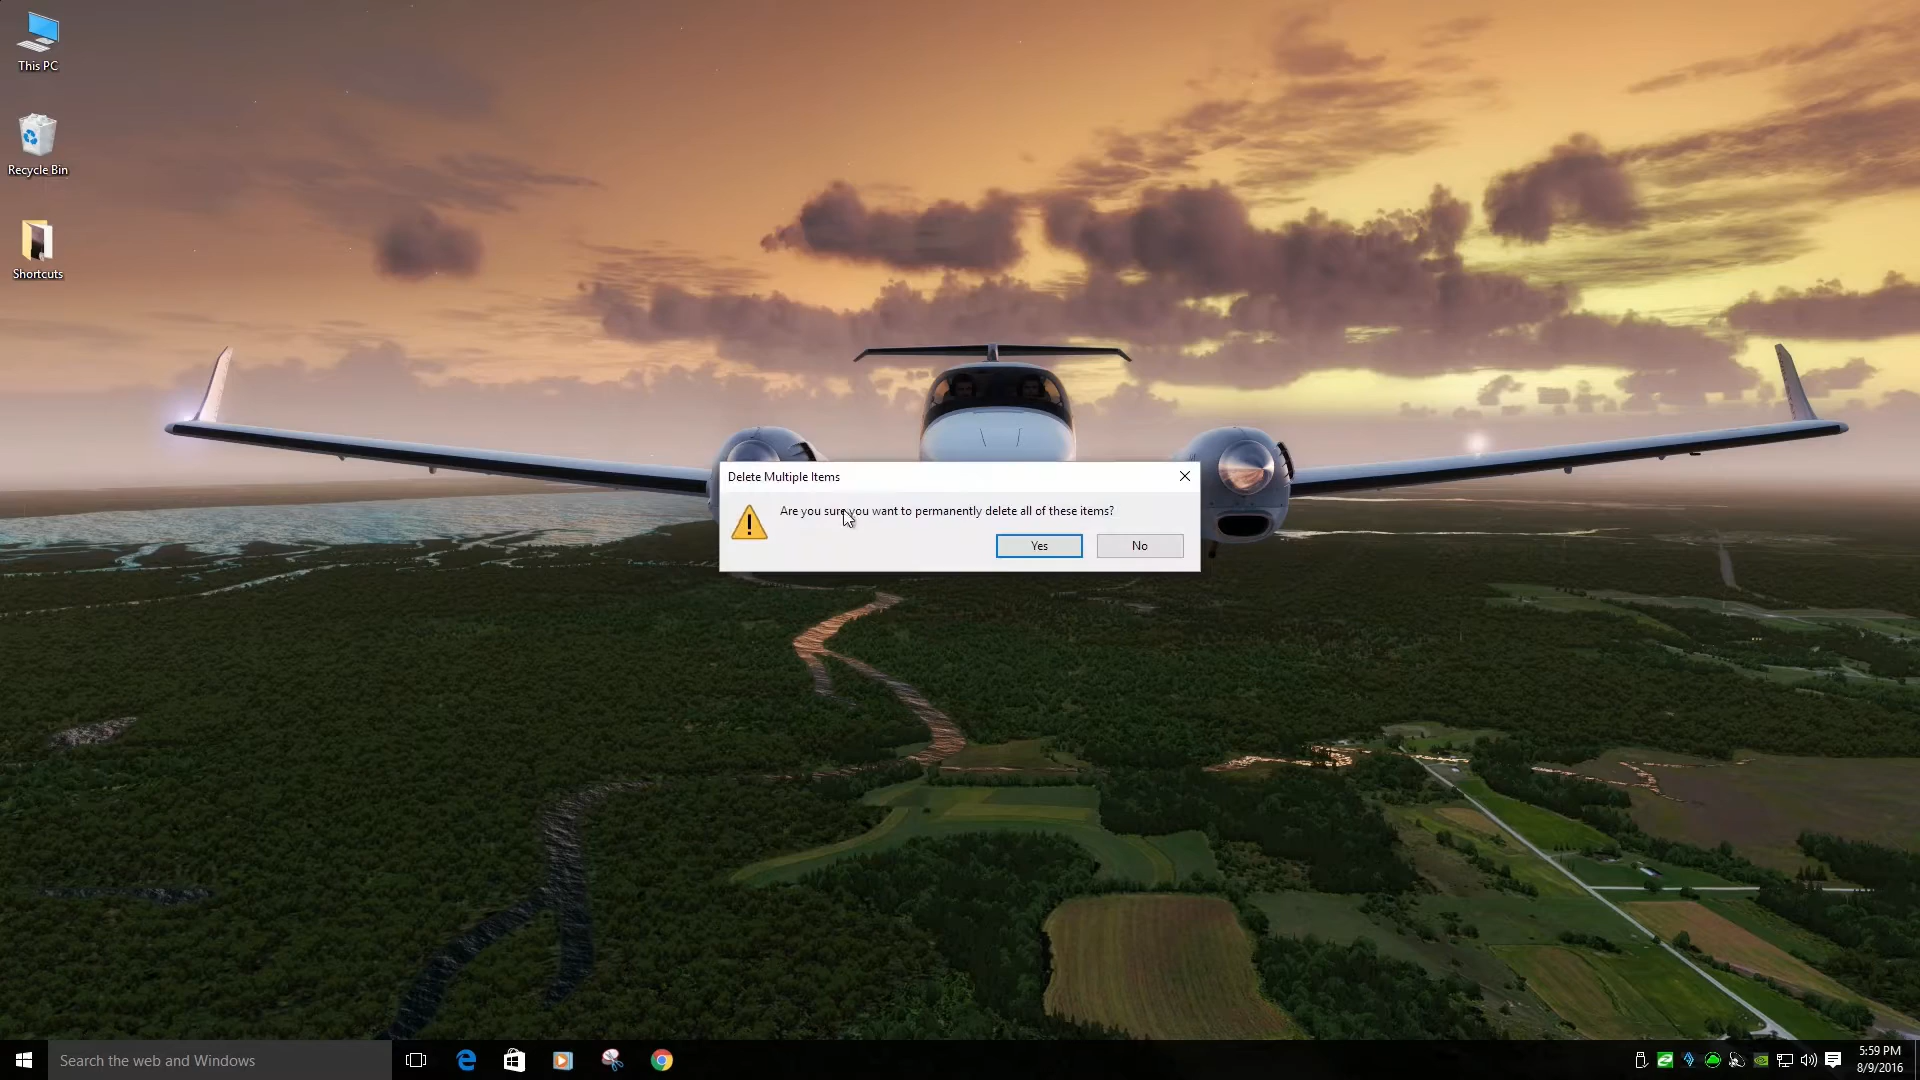 This PC
Recycle Bin
Shortcuts
Delete Multiple Items
Are you sure you want to permanently delete all of these items?
Yes
No
Search the web and Windows
5:59 PM
8/9/2016